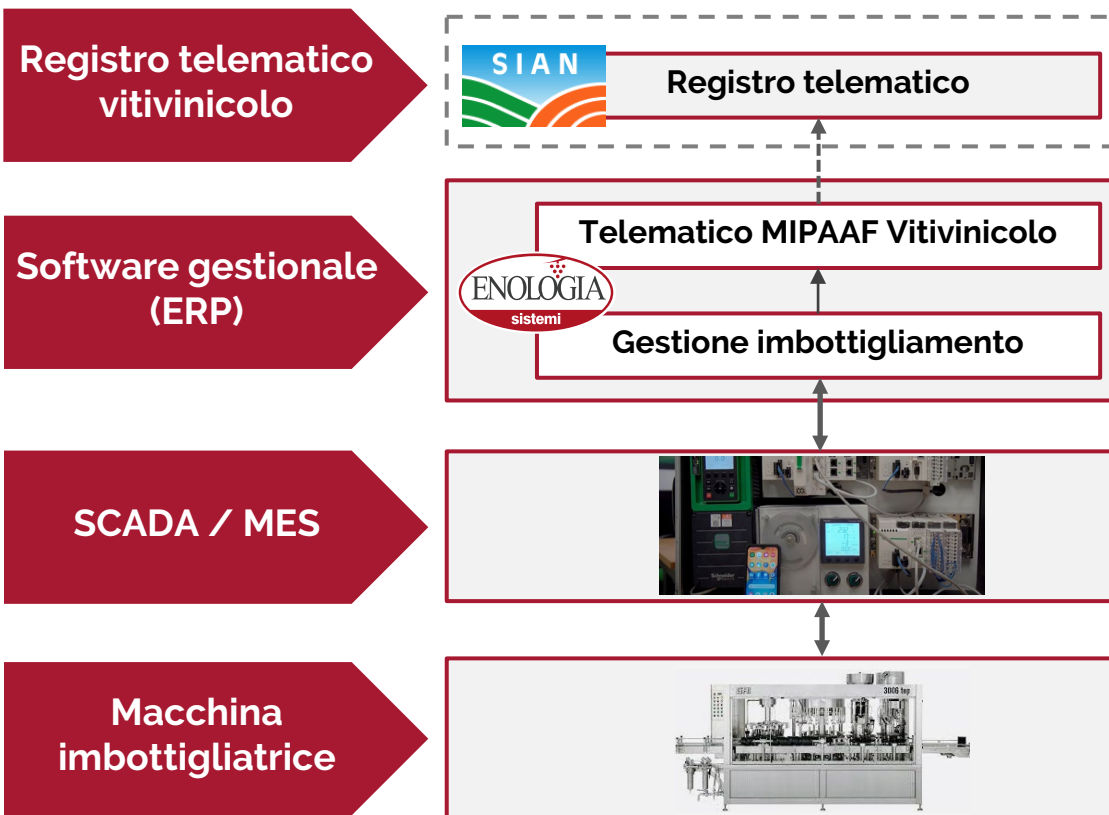 Registro telematico
vitivinicolo
SIAN
Registro telematico
Software gestionale
(ERP)
Telematico MIPAAF Vitivinicolo
ENOLOGIA
sistemi
Gestione imbottigliamento
SCADA / MES
Schneider
Macchina
imbottigliatrice
3006 top